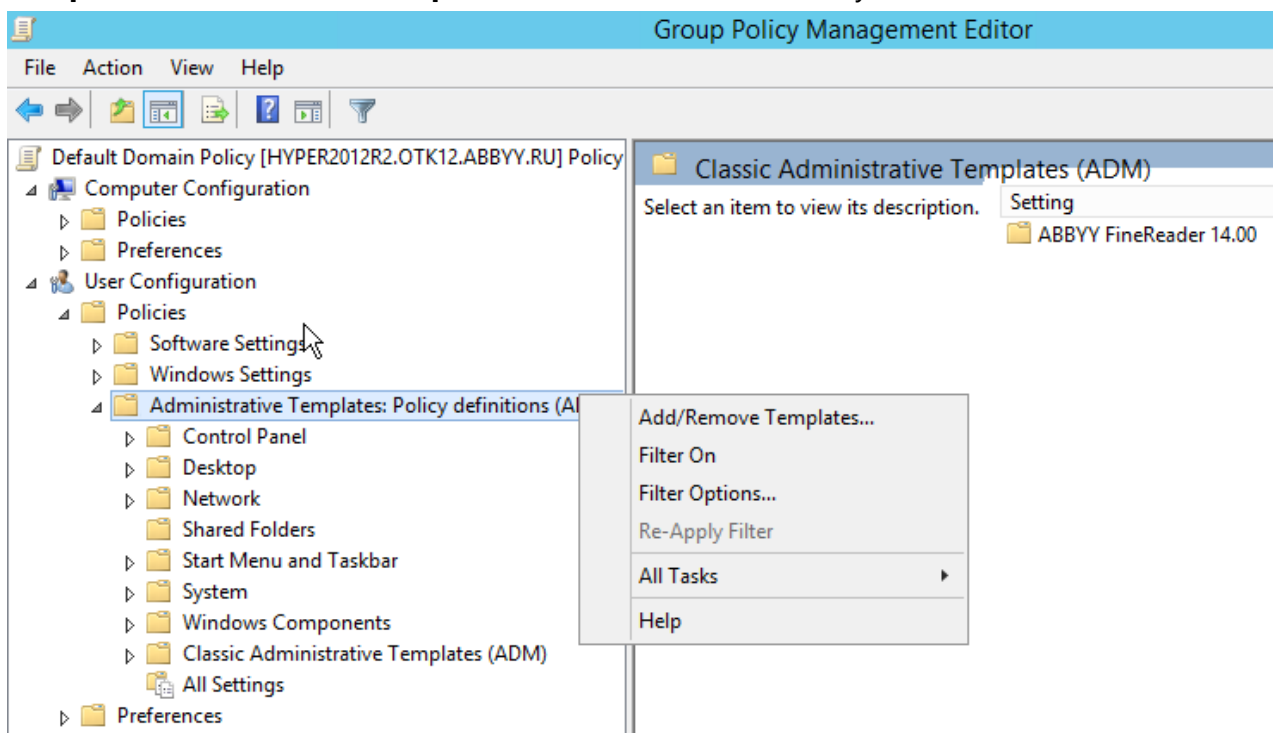 Group Policy Management Editor
File Action View Help
Default Domain Policy [HYPER2012R2.OTK12.ABBYY.RU] Policy
Computer Configuration
Policies
Preferences
User Configuration
Policies
Software Settings
Windows Settings
Administrative Templates: Policy definitions
Control Panel
Desktop
Network
Shared Folders
Start Menu and Taskbar
System
Windows Components
Classic Administrative Templates (ADM)
All Settings
Preferences
Classic Administrative Templates (ADM)
Select an item to view its description.
Setting
ABBYY FineReader 14.00
Add/Remove Templates...
Filter On
Filter Options...
Re-Apply Filter
All Tasks
Help